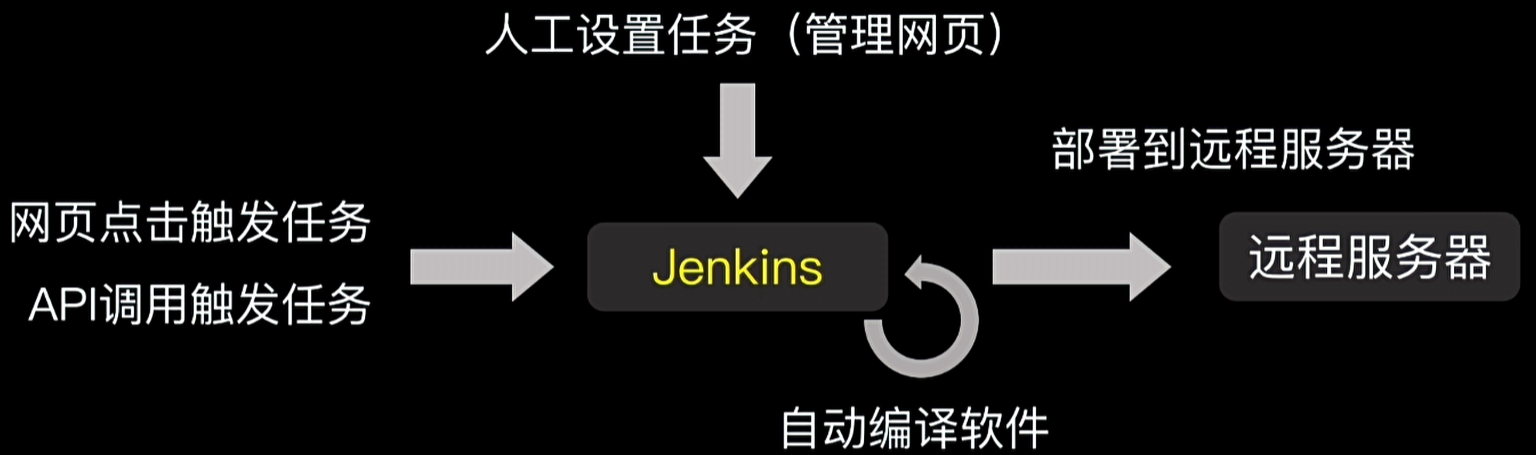 人工设置任务（管理网页）
部署到远程服务器
网页点击触发任务
API调用触发任务
Jenkins
远程服务器
自动编译软件